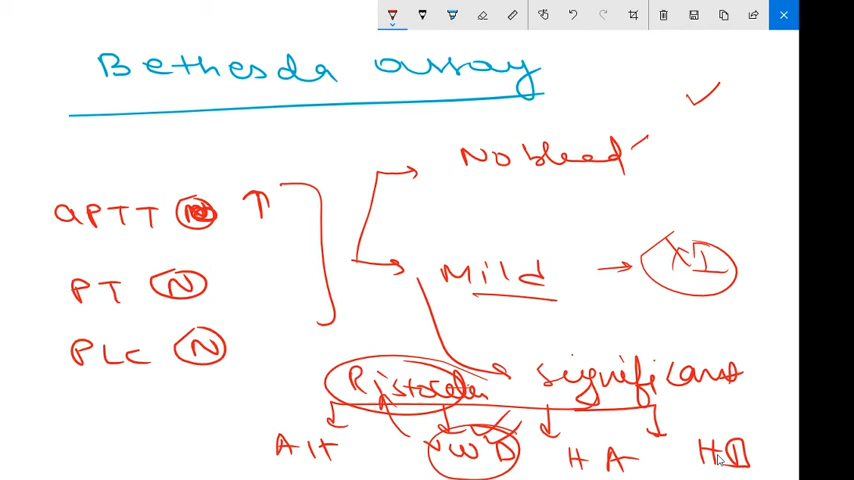 Bethesda assay
No bleed
aPTT N ↑
Mild → XI
PT N
PLC N
Ristocetin significant
AH vWD HA HB